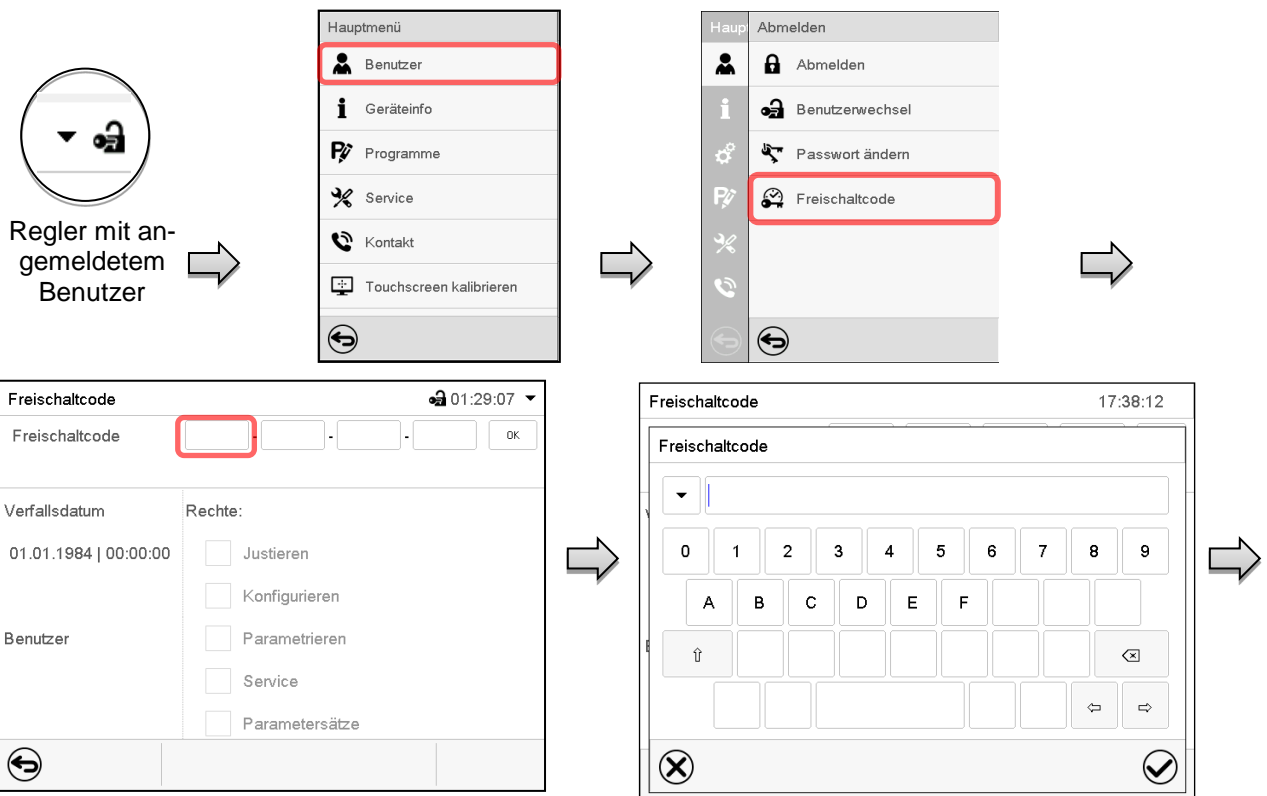 Regler mit an-
gemeldetem
Benutzer
Hauptmenü
Benutzer
Geräteinfo
Programme
Service
Kontakt
Touchscreen kalibrieren
Haup
Abmelden
Abmelden
Benutzerwechsel
Passwort ändern
Freischaltcode
Freischaltcode 01:29:07
Freischaltcode - - - OK
Verfallsdatum Rechte:
01.01.1984 | 00:00:00 Justieren
Konfigurieren
Benutzer Parametrieren
Service
Parametersätze
Freischaltcode 17:38:12
Freischaltcode
0 1 2 3 4 5 6 7 8 9
A B C D E F